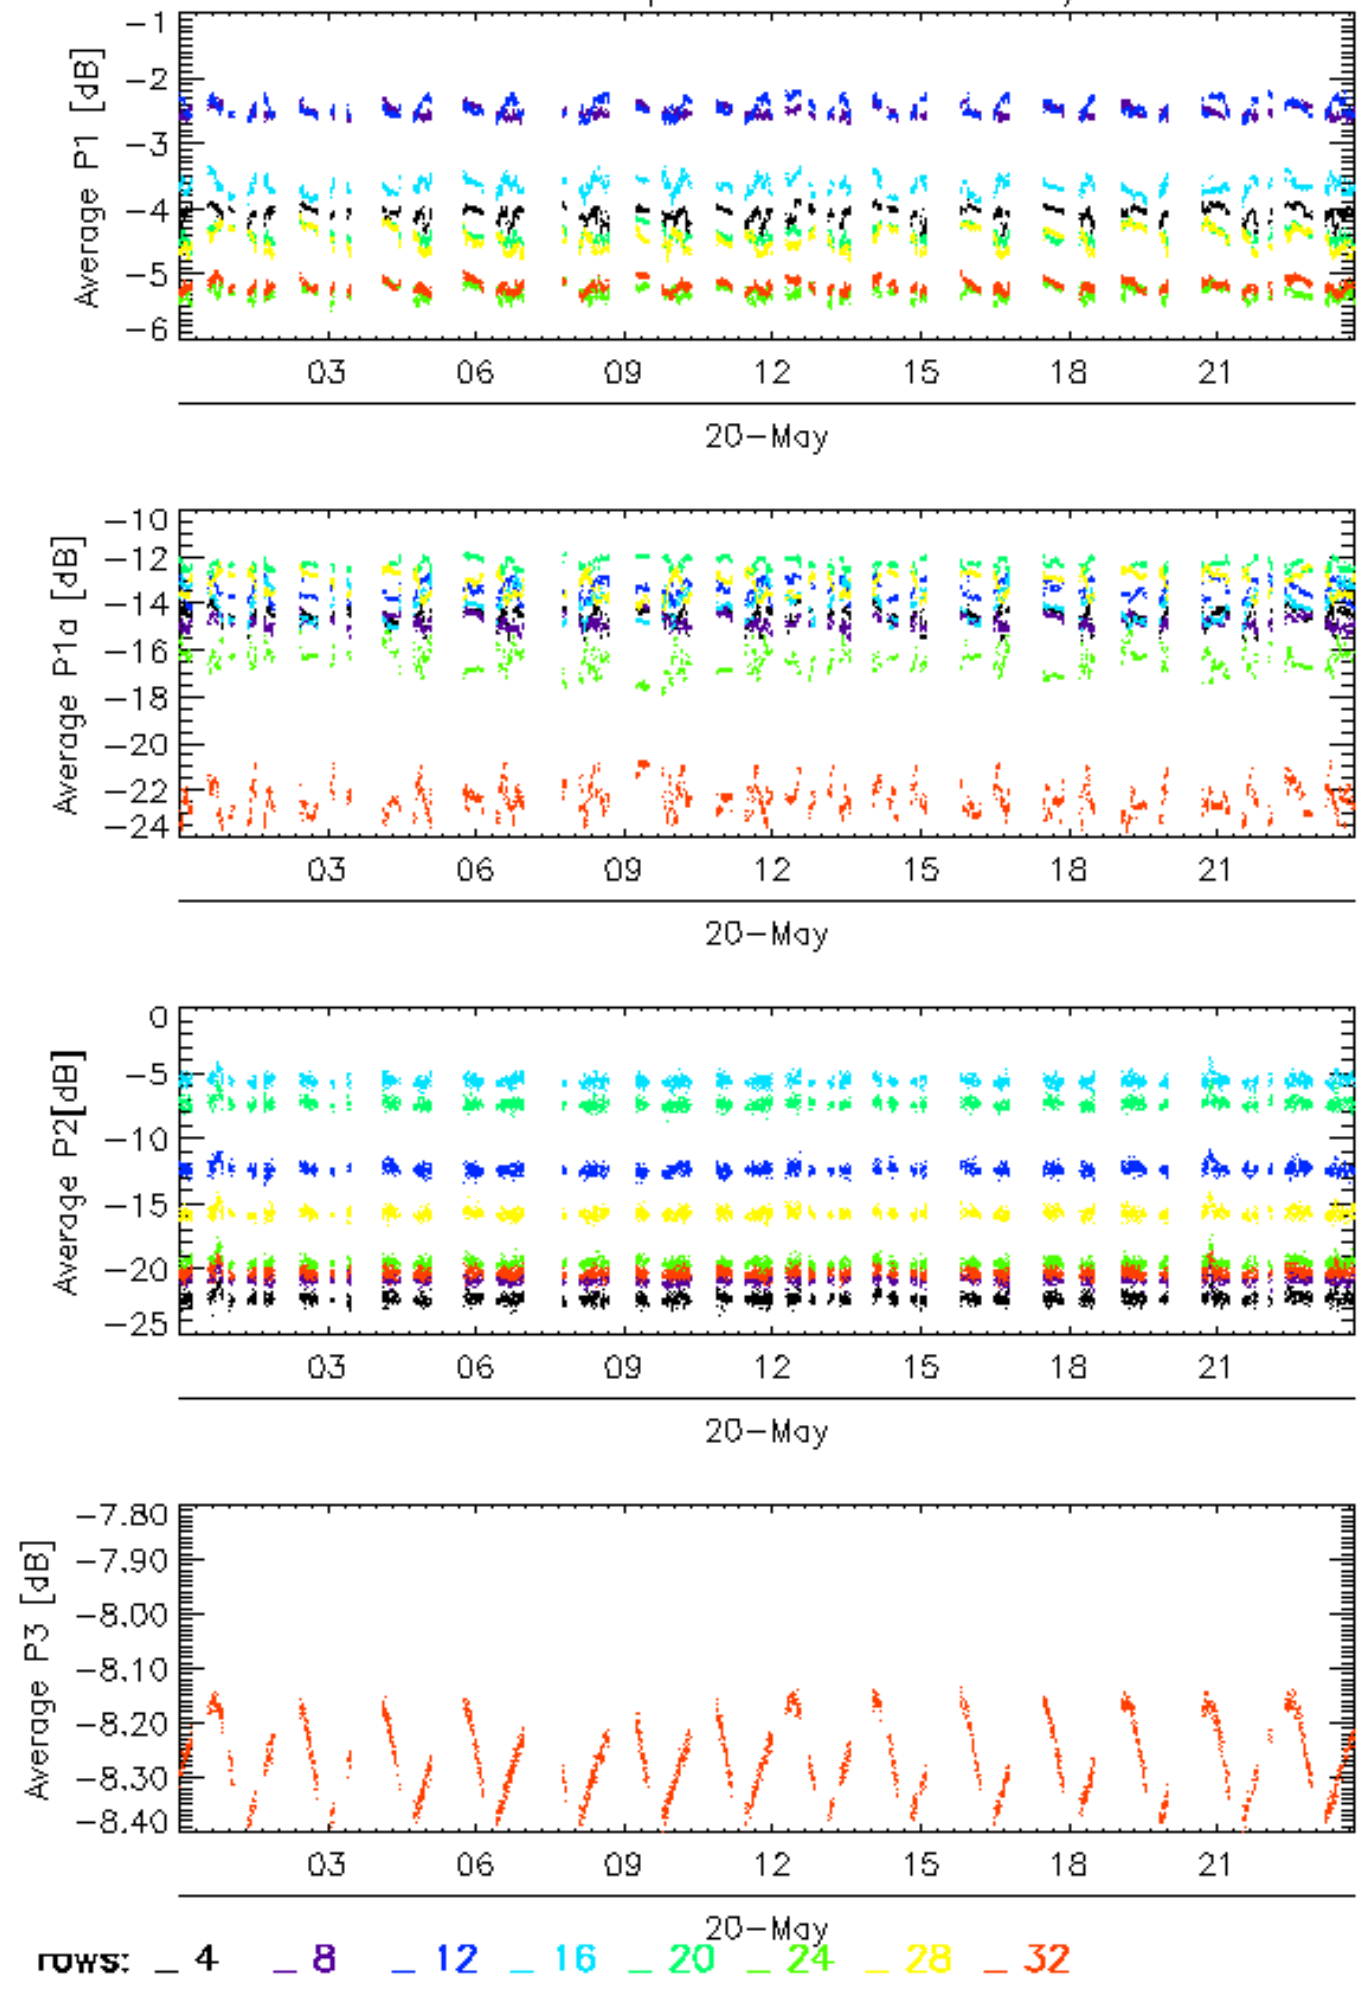 Average P1 [dB]
-1
-2
-3
-4
-5
-6
03 06 09 12 15 18 21
20-May
Average P1a [dB]
-10
-12
-14
-16
-18
-20
-22
-24
03 06 09 12 15 18 21
20-May
Average P2[dB]
0
-5
-10
-15
-20
-25
03 06 09 12 15 18 21
20-May
Average P3 [dB]
-7.80
-7.90
-8.00
-8.10
-8.20
-8.30
-8.40
03 06 09 12 15 18 21
20-May
rows: _ 4 _ 8 _ 12 _ 16 _ 20 _ 24 _ 28 _ 32